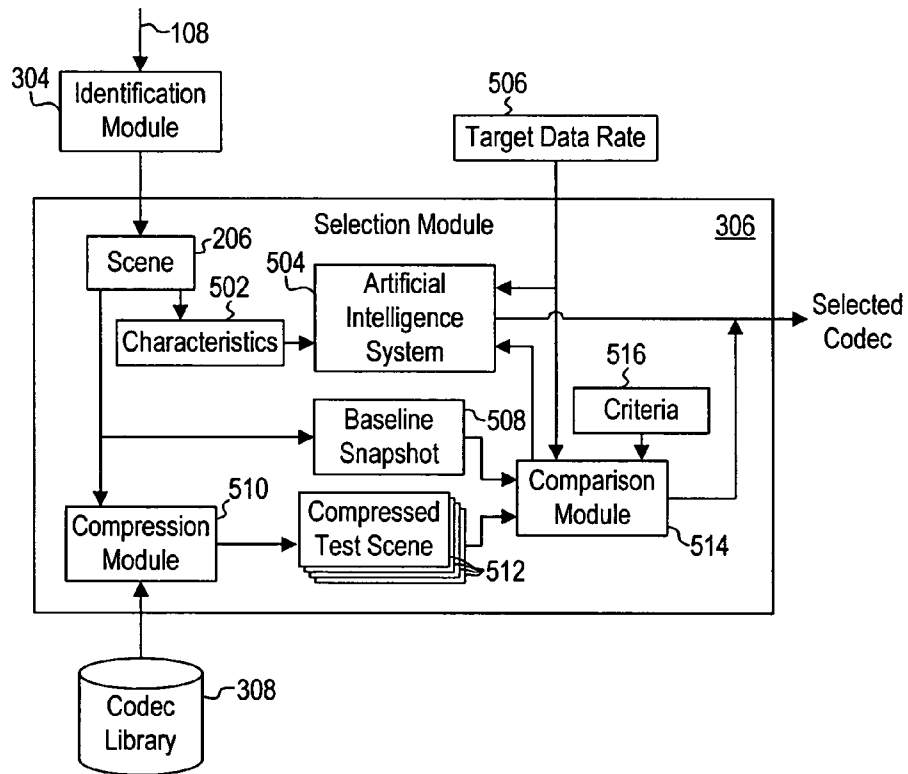 108
304
Identification
Module
506
Target Data Rate
Selection Module
306
206
Scene
502
Characteristics
504
Artificial
Intelligence
System
Selected
Codec
516
Criteria
508
Baseline
Snapshot
510
Compression
Module
Compressed
Test Scene
512
Comparison
Module
514
308
Codec
Library